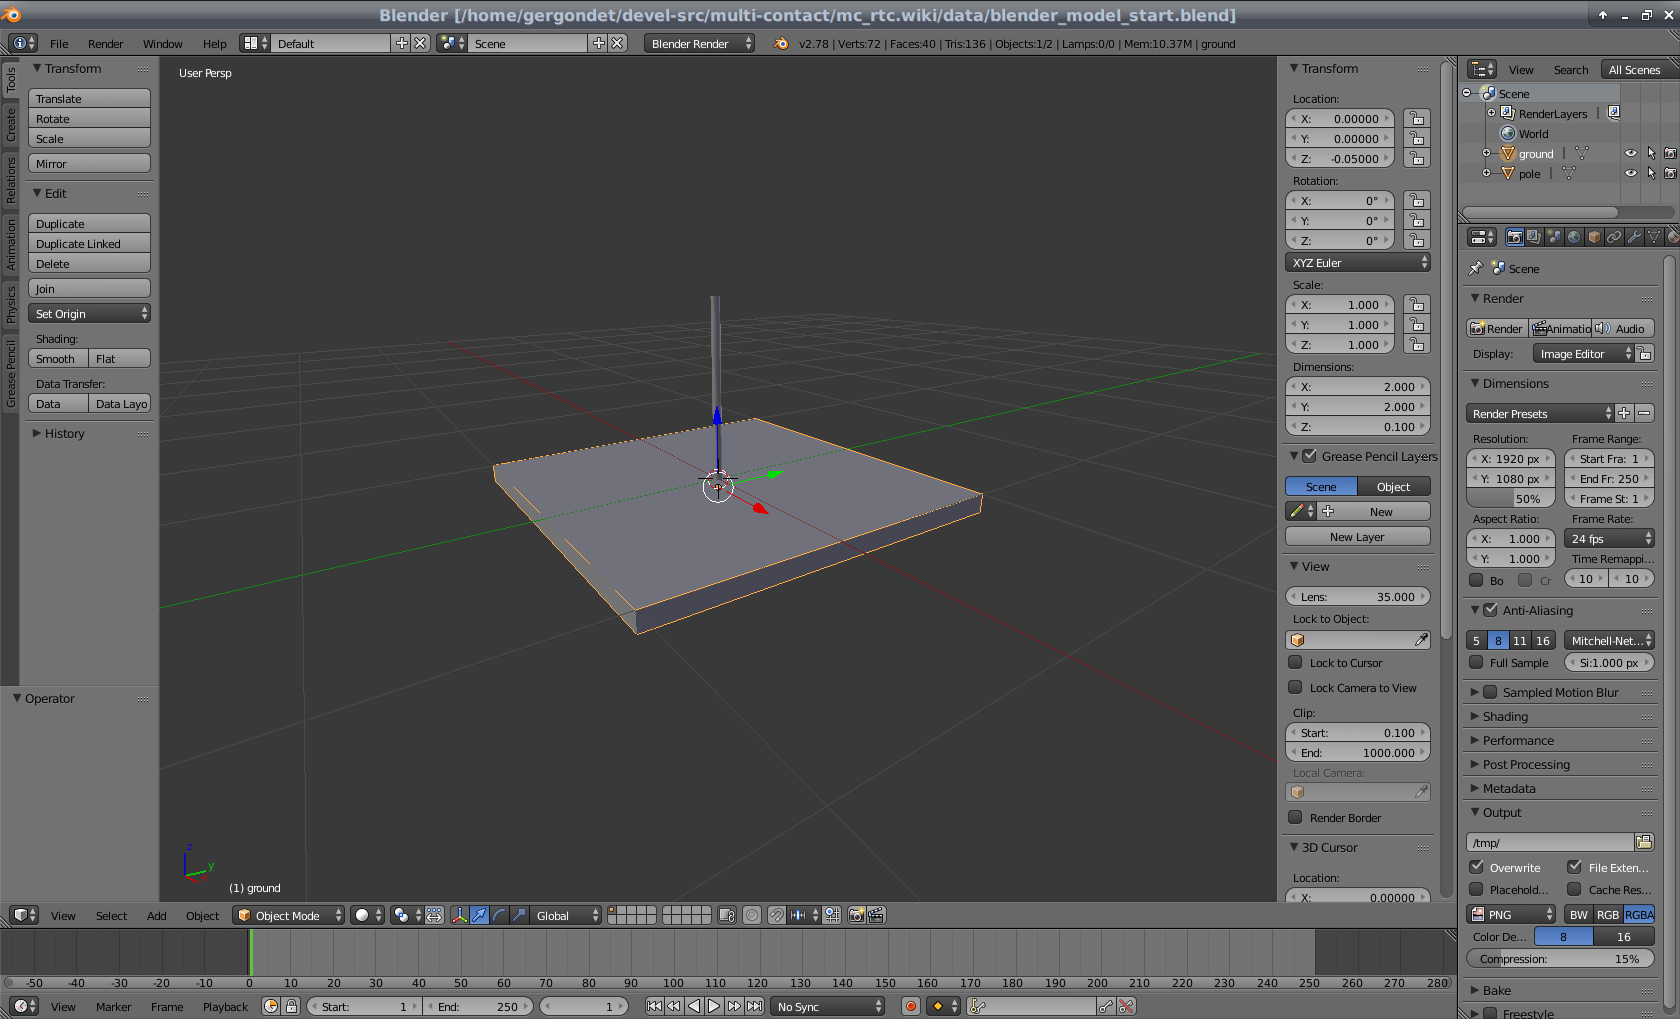 Blender [/home/gergondet/devel-src/multi-contact/mc_rtc.wiki/data/blender_model_start.blend]
File Render Window Help Default Scene Blender Render v2.78 | Verts:72 | Faces:40 | Tris:136 | Objects:1/2 | Lamps:0/0 | Mem:10.37M | ground
Tools
Create
Relations
Animation
Physics
Grease Pencil
Transform
Translate
Rotate
Scale
Mirror
Edit
Duplicate
Duplicate Linked
Delete
Join
Set Origin
Shading:
Smooth Flat
Data Transfer:
Data Data Layo
History
Operator
User Persp
z
y
(1) ground
Transform
Location:
X: 0.00000
Y: 0.00000
Z: -0.05000
Rotation:
X: 0°
Y: 0°
Z: 0°
XYZ Euler
Scale:
X: 1.000
Y: 1.000
Z: 1.000
Dimensions:
X: 2.000
Y: 2.000
Z: 0.100
Grease Pencil Layers
Scene Object
New
New Layer
View
Lens: 35.000
Lock to Object:
Lock to Cursor
Lock Camera to View
Clip:
Start: 0.100
End: 1000.000
Local Camera:
Render Border
3D Cursor
Location:
X: 0.00000
View Search All Scenes
Scene
RenderLayers |
World
ground |
pole |
Scene
Render
Render Animatio Audio
Display: Image Editor
Dimensions
Render Presets
Resolution: Frame Range:
X: 1920 px Start Fra: 1
Y: 1080 px End Fr: 250
50% Frame St: 1
Aspect Ratio: Frame Rate:
X: 1.000 24 fps
Y: 1.000 Time Remappi...
Bo Cr 10 10
Anti-Aliasing
5 8 11 16 Mitchell-Net...
Full Sample Si:1.000 px
Sampled Motion Blur
Shading
Performance
Post Processing
Metadata
Output
/tmp/
Overwrite File Exten...
Placehold... Cache Res...
PNG BW RGB RGBA
Color De... 8 16
Compression: 15%
Bake
Freestyle
View Select Add Object Object Mode Global
-50 -40 -30 -20 -10 0 10 20 30 40 50 60 70 80 90 100 110 120 130 140 150 160 170 180 190 200 210 220 230 240 250 260 270 280
View Marker Frame Playback Start: 1 End: 250 1 No Sync